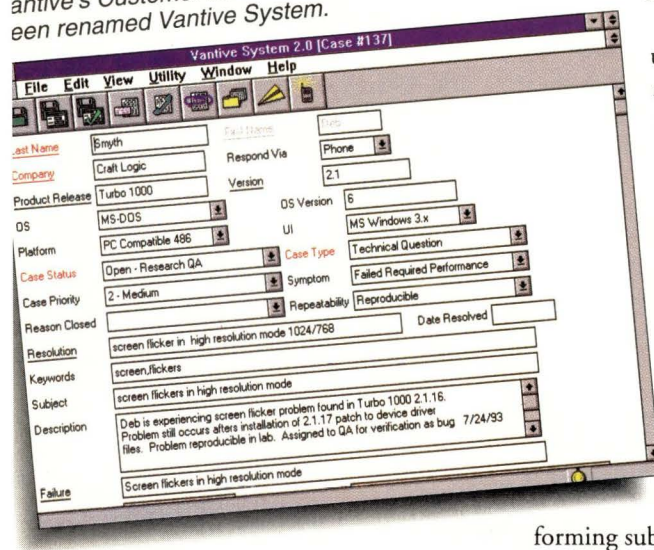 antive's Custome
een renamed Vantive System.
Vantive System 2.0 [Case #137]
File Edit View Utility Window Help
Last Name Smyth First Name Deb
Company Craft Logic Respond Via Phone
Product Release Turbo 1000 Version 2.1
OS MS-DOS OS Version 6
Platform PC Compatible 486 UI MS Windows 3.x
Case Status Open - Research QA Case Type Technical Question
Case Priority 2 - Medium Symptom Failed Required Performance
Reason Closed Repeatability Reproducible
Resolution screen flicker in high resolution mode 1024/768 Date Resolved
Keywords screen,flickers
Subject screen flickers in high resolution mode
Description Deb is experiencing screen flicker problem found in Turbo 1000 2.1.16.
Problem still occurs afters installation of 2.1.17 patch to device driver
files. Problem reproducible in lab. Assigned to QA for verification as bug 7/24/93
Failure Screen flickers in high resolution mode
forming sub